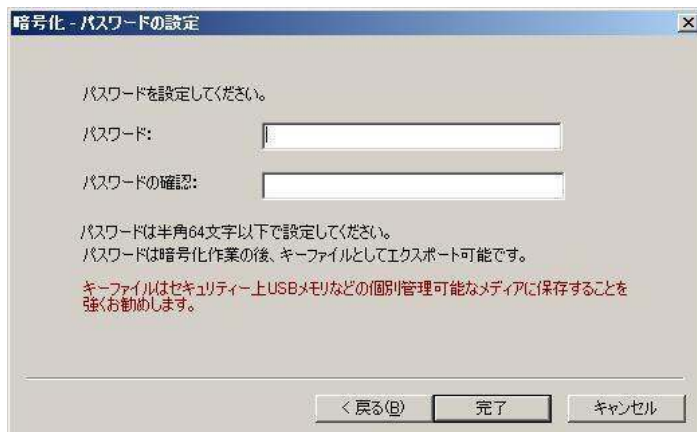 暗号化 - パスワードの設定
パスワードを設定してください。
パスワード:
パスワードの確認:
パスワードは半角64文字以下で設定してください。
パスワードは暗号化作業の後、キーファイルとしてエクスポート可能です。
キーファイルはセキュリティー上USBメモリなどの個別管理可能なメディアに保存することを
強くお勧めします。
< 戻る(B) 完了 キャンセル